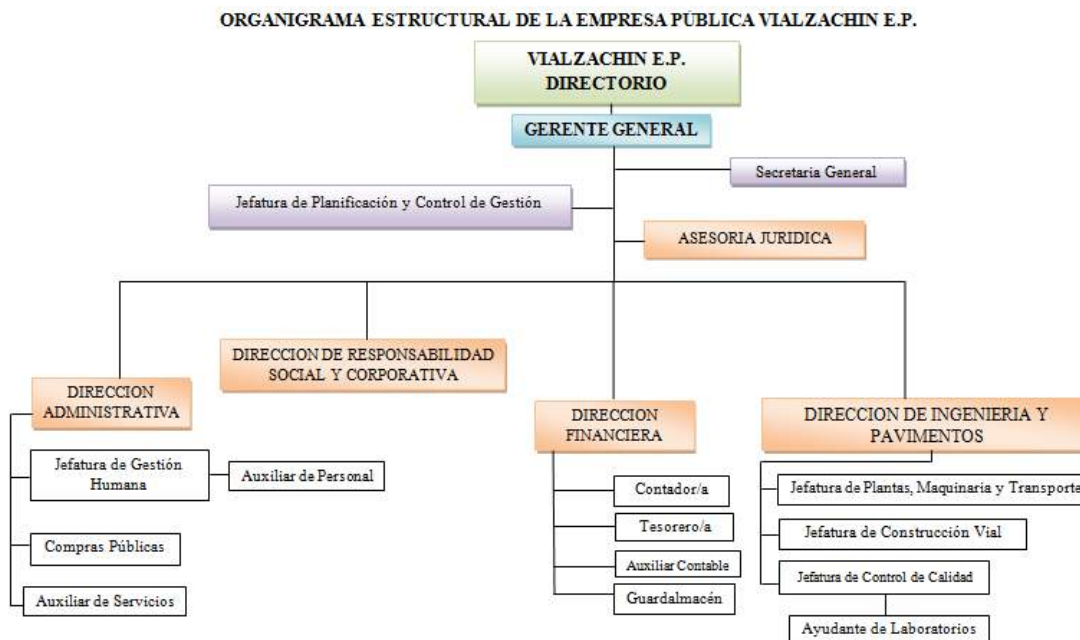 ORGANIGRAMA ESTRUCTURAL DE LA EMPRESA PÚBLICA VIALZACHIN E.P.
VIALZACHIN E.P.
DIRECTORIO
GERENTE GENERAL
Secretaria General
Jefatura de Planificación y Control de Gestión
ASESORIA JURIDICA
DIRECCION DE RESPONSABILIDAD
SOCIAL Y CORPORATIVA
DIRECCION
ADMINISTRATIVA
DIRECCION
FINANCIERA
DIRECCION DE INGENIERIA Y
PAVIMENTOS
Jefatura de Gestión
Humana
Auxiliar de Personal
Compras Públicas
Auxiliar de Servicios
Contador/a
Tesorero/a
Auxiliar Contable
Guardalmacén
Jefatura de Plantas, Maquinaria y Transporte
Jefatura de Construcción Vial
Jefatura de Control de Calidad
Ayudante de Laboratorios